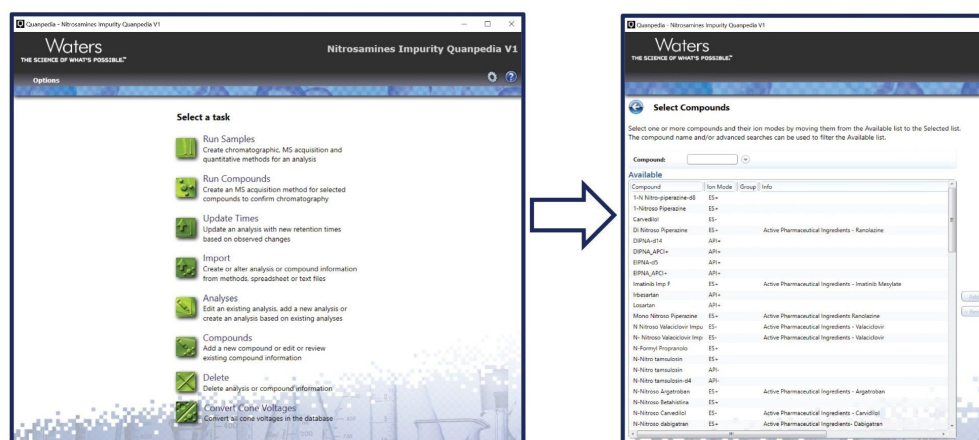 Quanpedia - Nitrosamines Impurity Quanpedia V1
Waters
THE SCIENCE OF WHAT'S POSSIBLE.™
Nitrosamines Impurity Quanpedia V1
Options
Select a task
Run Samples
Create chromatographic, MS acquisition and
quantitative methods for an analysis
Run Compounds
Create an MS acquisition method for selected
compounds to confirm chromatography
Update Times
Update an analysis with new retention times
based on observed changes
Import
Create or alter analysis or compound information
from methods, spreadsheet or text files
Analyses
Edit an existing analysis, add a new analysis or
create an analysis based on existing analyses
Compounds
Add a new compound or edit or review
existing compound information
Delete
Delete analysis or compound information
Convert Cone Voltages
Convert all cone voltages in the database
Quanpedia - Nitrosamines Impurity Quanpedia V1
Waters
THE SCIENCE OF WHAT'S POSSIBLE.™
Select Compounds
Select one or more compounds and their ion modes by moving them from the Available list to the Selected list.
The compound name and/or advanced searches can be used to filter the Available list.
Compound:
Available
Compound Ion Mode Group Info
1-N Nitro-piperazine-d8 ES+
1-Nitroso Piperazine ES+
Carvedilol ES-
Di Nitroso Piperazine ES+ Active Pharmaceutical Ingredients - Ranolazine
DIPNA-d14 API+
DIPNA_APCI+ API+
EIPNA-d5 API+
EIPNA_APCI+ API+
Imatinib Imp F ES+ Active Pharmaceutical Ingredients - Imatinib Mesylate
Irbesartan API+
Losartan API+
Mono Nitroso Piperazine ES+ Active Pharmaceutical Ingredients Ranolazine
N Nitroso Valaciclovir Impu ES- Active Pharmaceutical Ingredients - Valaciclovir
N- Nitroso Valaciclovir Imp ES- Active Pharmaceutical Ingredients - Valaciclovir
N-Formyl Propranolo ES+
N-Nitro tamsulosin ES+
N-Nitro tamsulosin API-
N-Nitro tamsulosin-d4 API-
N-Nitroso Argatroban ES+ Active Pharmaceutical Ingredients - Argatroban
N-Nitroso Betahistina ES+
N-Nitroso Carvedilol ES- Active Pharmaceutical Ingredients - Carvidilol
N-Nitroso dabigatran ES+ Active Pharmaceutical Ingredients- Dabigatran